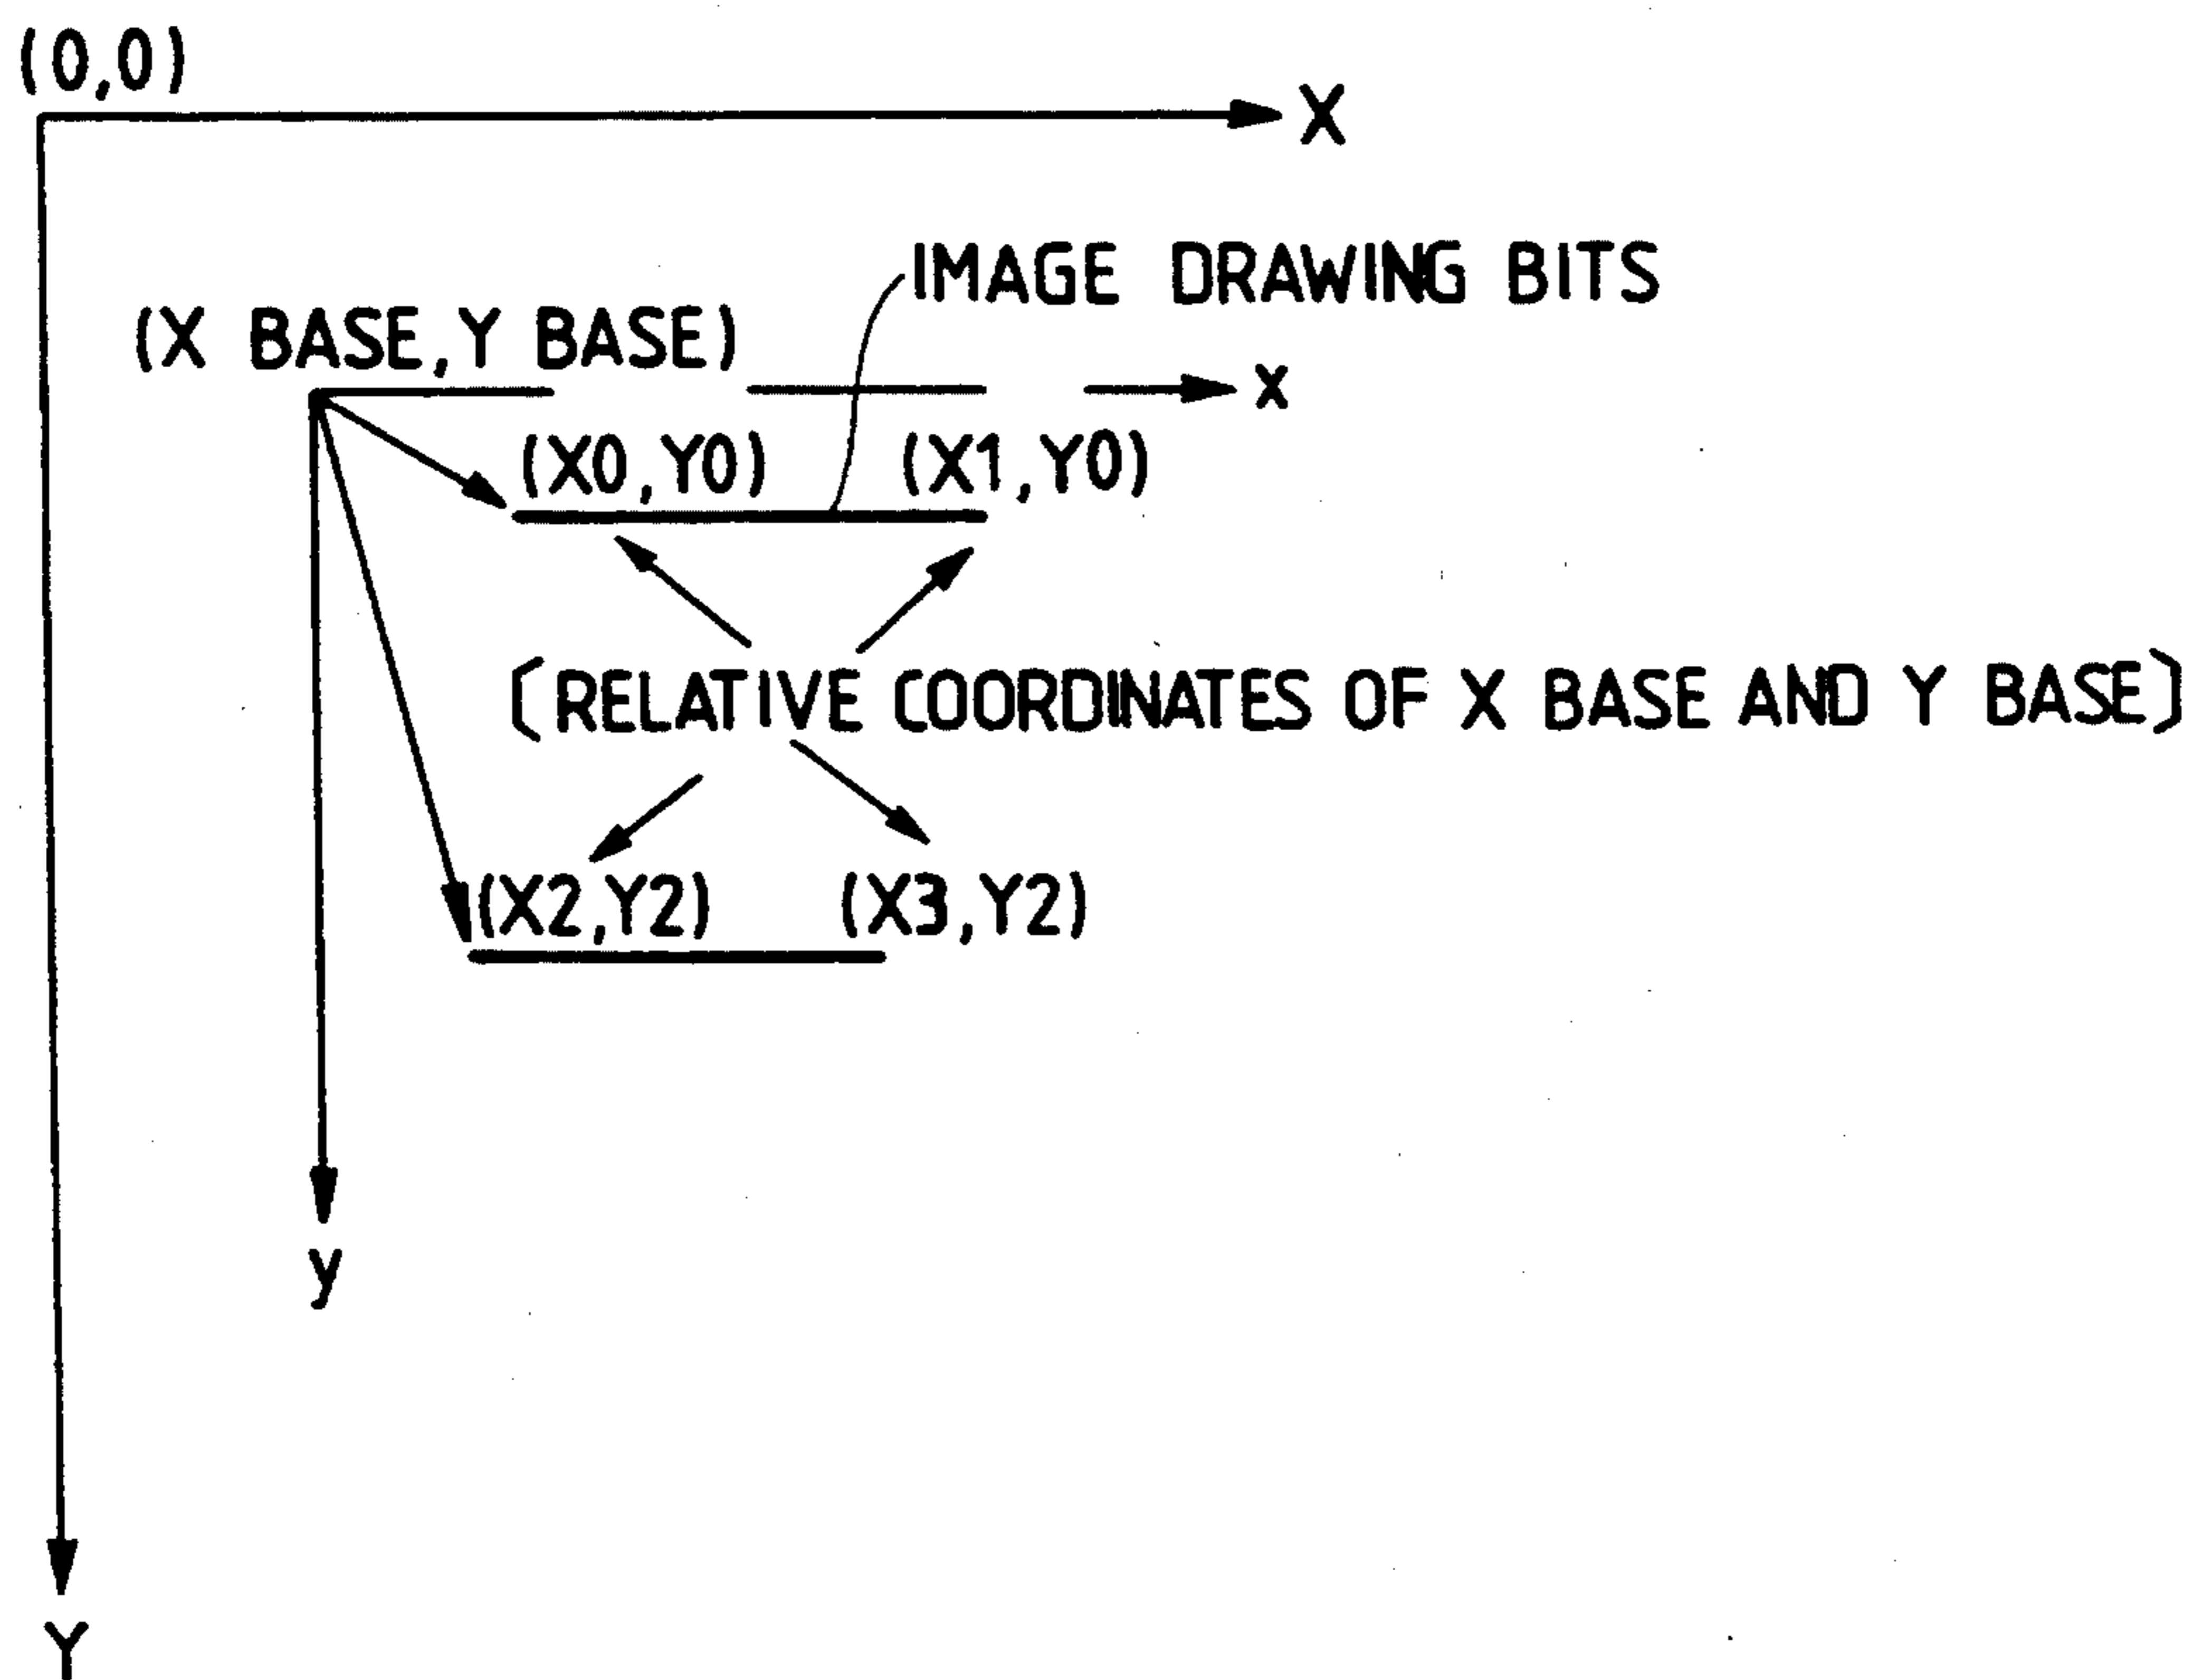 (0,0)
X
IMAGE DRAWING BITS
(X BASE,Y BASE)
x
(X0,Y0) (X1,Y0)
(RELATIVE COORDINATES OF X BASE AND Y BASE)
(X2,Y2) (X3,Y2)
y
Y